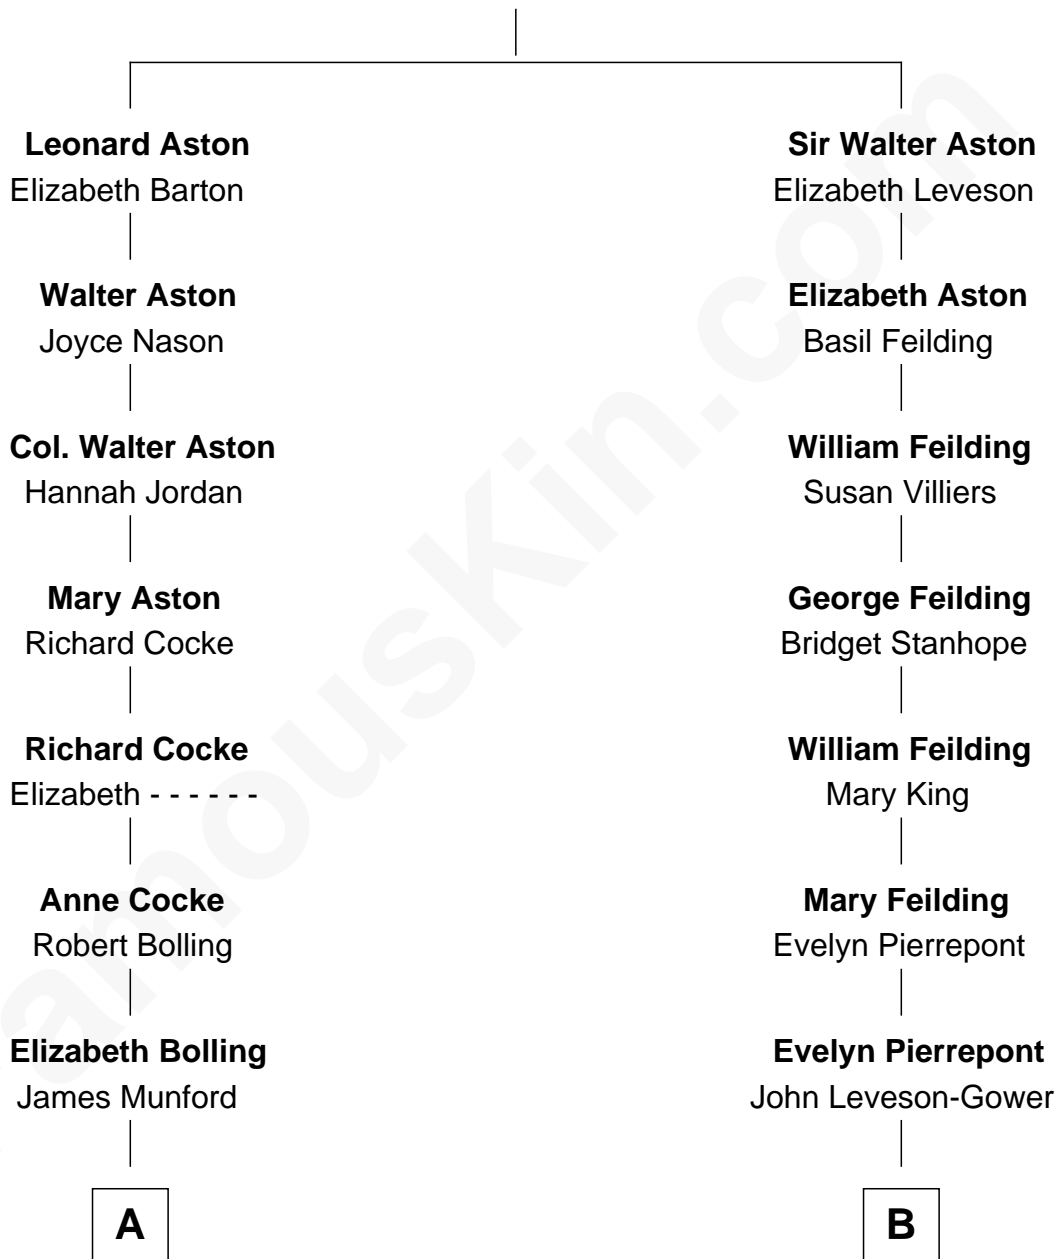 Leonard Aston
Elizabeth Barton
Walter Aston
Joyce Nason
Col. Walter Aston
Hannah Jordan
Mary Aston
Richard Cocke
Richard Cocke
Elizabeth - - - - - -
Anne Cocke
Robert Bolling
Elizabeth Bolling
James Munford
A
Sir Walter Aston
Elizabeth Leveson
Elizabeth Aston
Basil Feilding
William Feilding
Susan Villiers
George Feilding
Bridget Stanhope
William Feilding
Mary King
Mary Feilding
Evelyn Pierrepont
Evelyn Pierrepont
John Leveson-Gower
B
amouskin.com